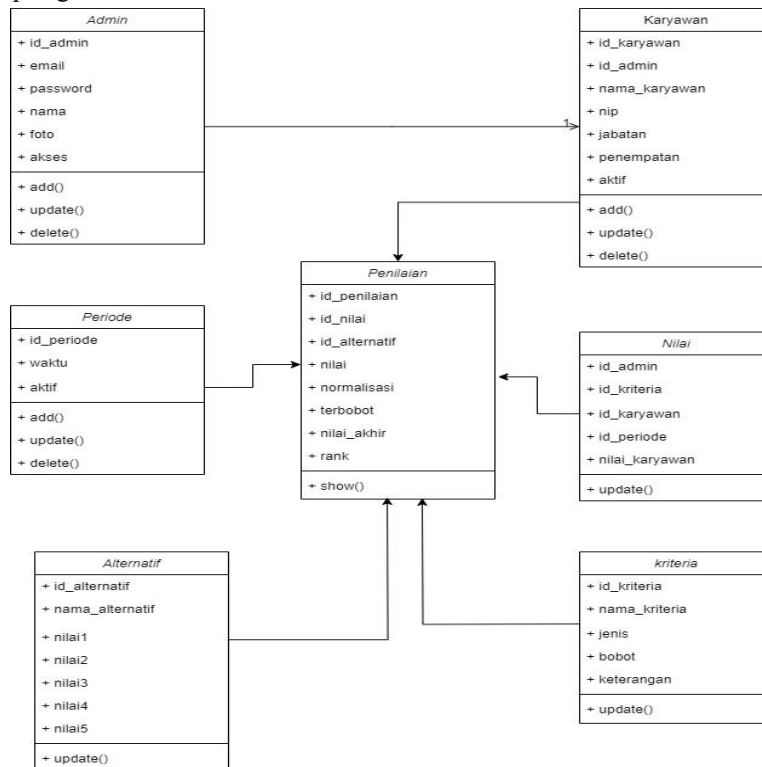 Admin
+ id_admin
+ email
+ password
+ nama
+ foto
+ akses
+ add()
+ update()
+ delete()
Karyawan
+ id_karyawan
+ id_admin
+ nama_karyawan
+ nip
+ jabatan
+ penempatan
+ aktif
+ add()
+ update()
+ delete()
1
Penilaian
+ id_penilaian
+ id_nilai
+ id_alternatif
+ nilai
+ normalisasi
+ terbobot
+ nilai_akhir
+ rank
+ show()
Periode
+ id_periode
+ waktu
+ aktif
+ add()
+ update()
+ delete()
Nilai
+ id_admin
+ id_kriteria
+ id_karyawan
+ id_periode
+ nilai_karyawan
+ update()
Alternatif
+ id_alternatif
+ nama_alternatif
+ nilai1
+ nilai2
+ nilai3
+ nilai4
+ nilai5
+ update()
kriteria
+ id_kriteria
+ nama_kriteria
+ jenis
+ bobot
+ keterangan
+ update()